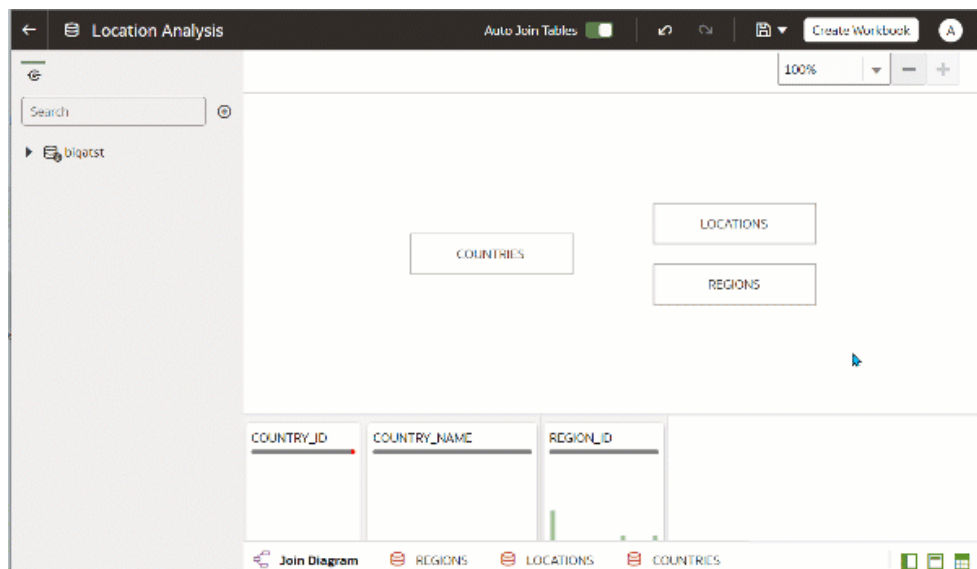 Location Analysis
Auto Join Tables
Create Workbook
A
100%
Search
biqatst
LOCATIONS
COUNTRIES
REGIONS
COUNTRY_ID
COUNTRY_NAME
REGION_ID
Join Diagram
REGIONS
LOCATIONS
COUNTRIES